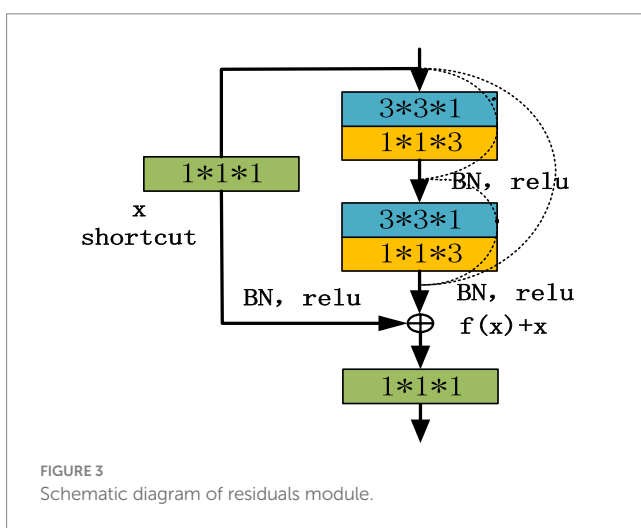 3*3*1
1*1*3
1*1*1
BN, relu
x
shortcut
3*3*1
1*1*3
BN, relu
BN, relu
f(x)+x
1*1*1
FIGURE 3
Schematic diagram of residuals module.